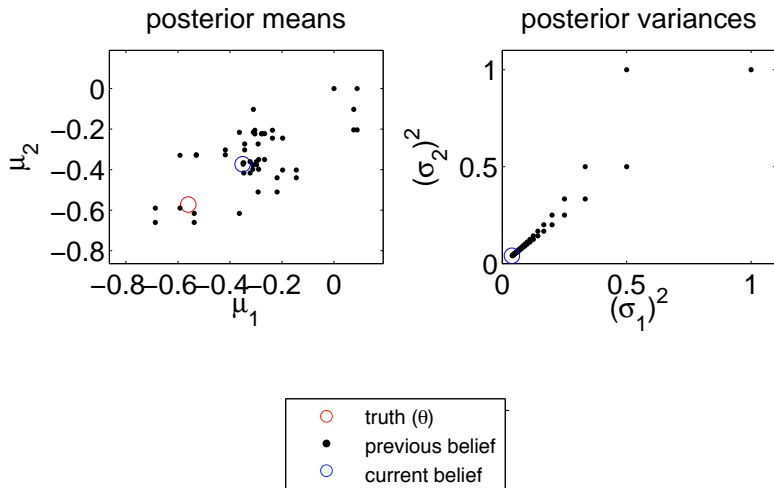 posterior means
0
−0.2
−0.4
−0.6
−0.8
μ2
−0.8 −0.6 −0.4 −0.2 0
μ1
posterior variances
1
0.5
0
(σ2)2
0 0.5 1
(σ1)2
truth (θ)
previous belief
current belief